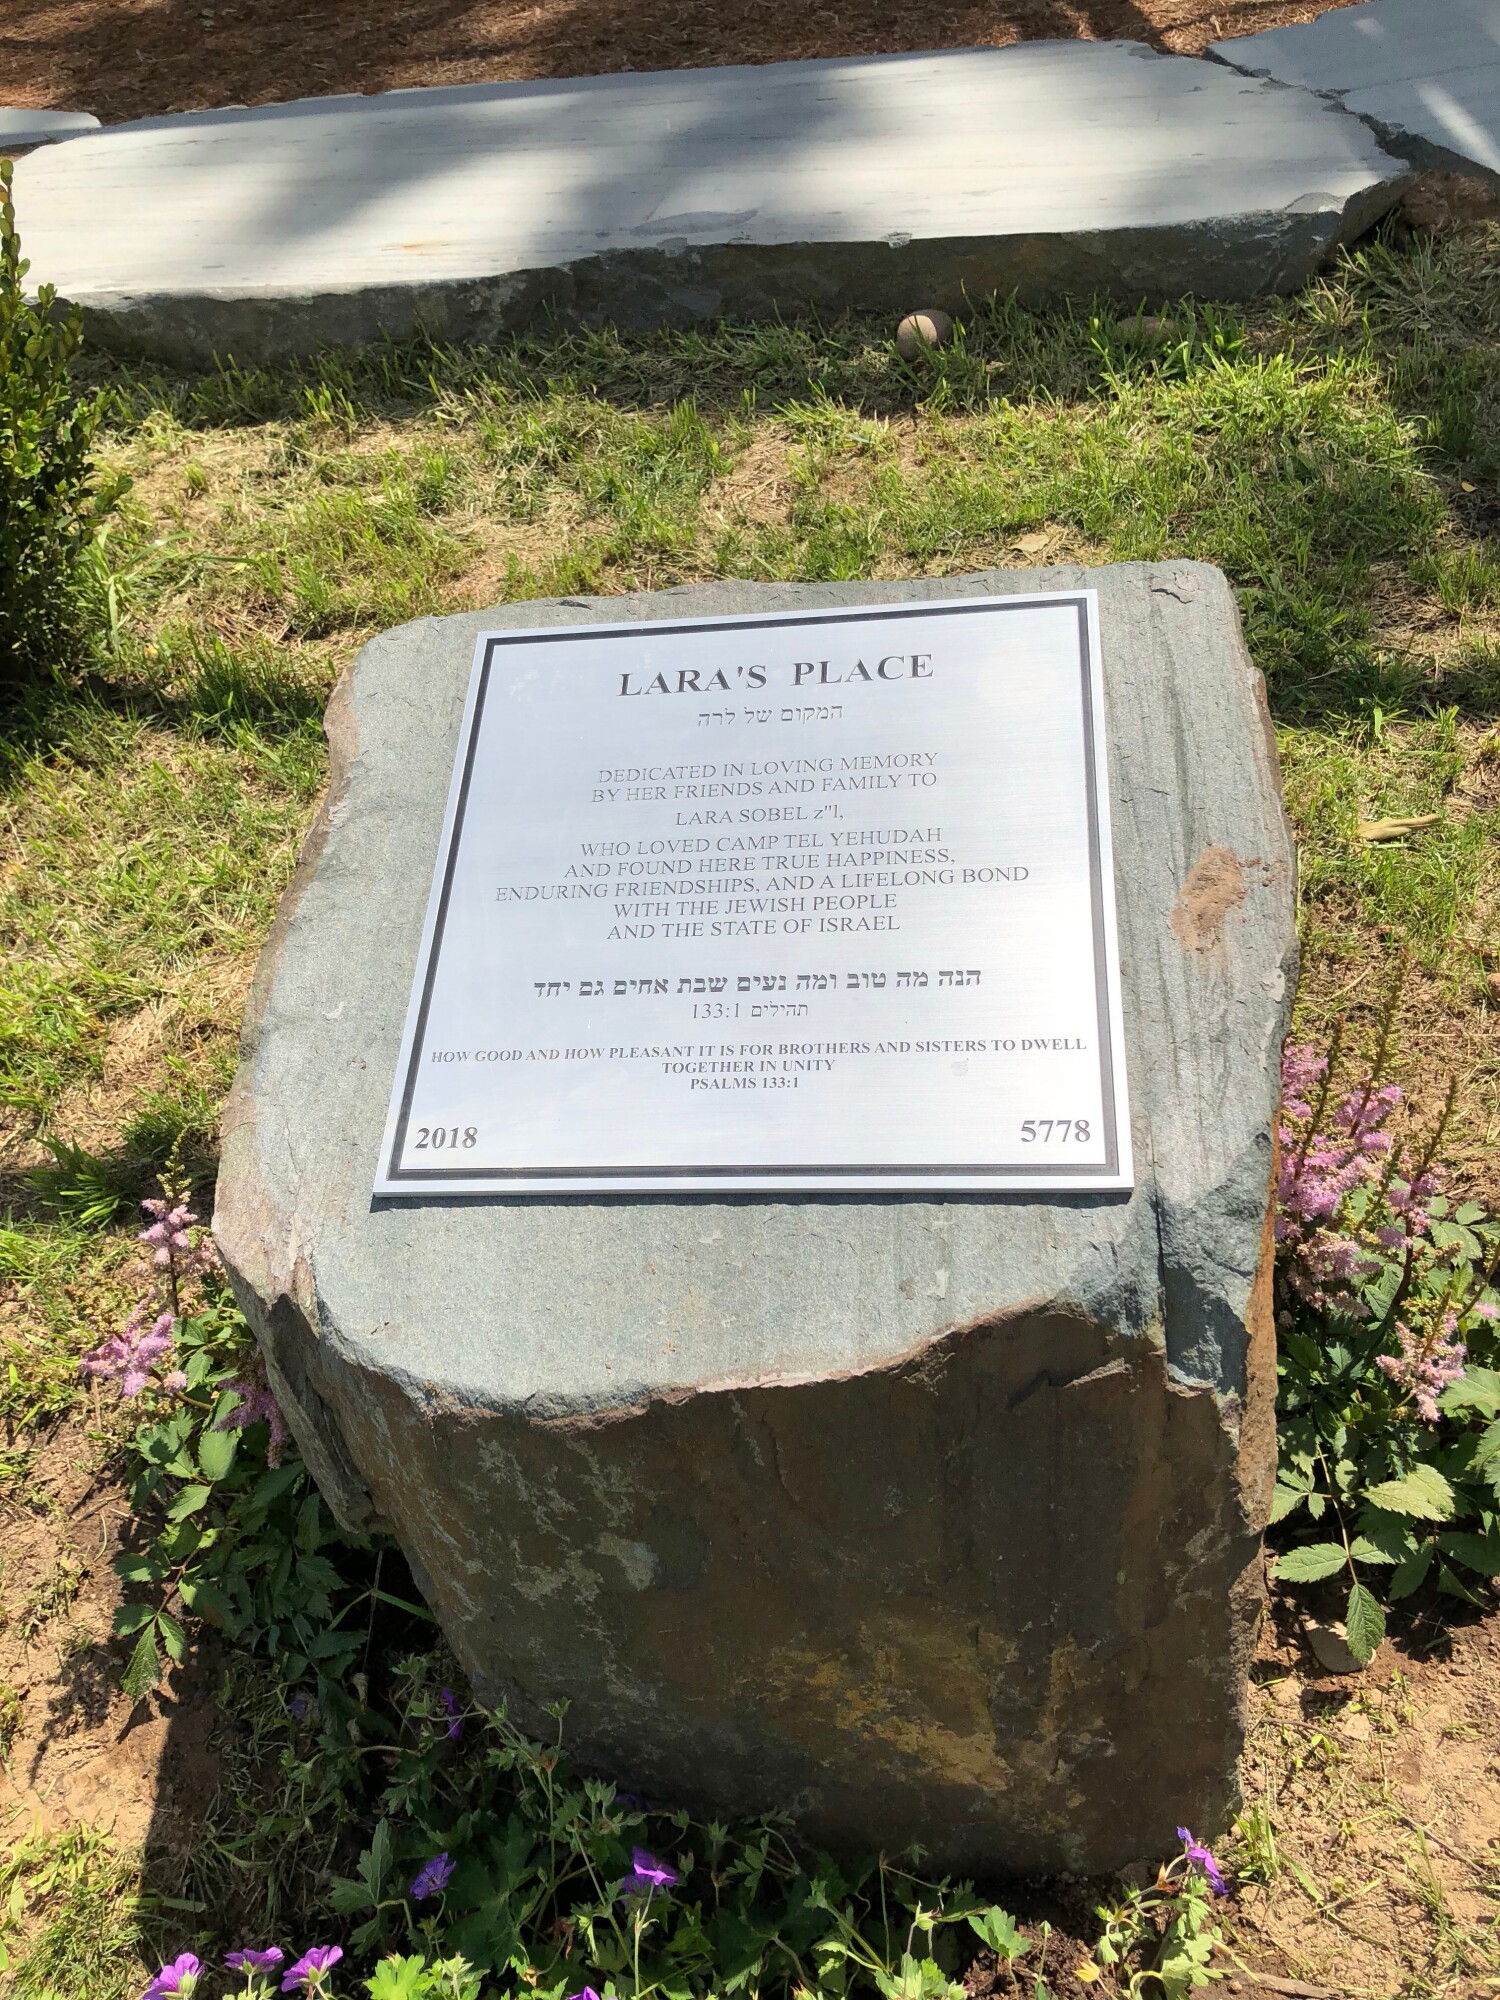 LARA'S PLACE
המקום של לרה
DEDICATED IN LOVING MEMORY
BY HER FRIENDS AND FAMILY TO
LARA SOBEL z"l,
WHO LOVED CAMP TEL YEHUDAH
AND FOUND HERE TRUE HAPPINESS,
ENDURING FRIENDSHIPS, AND A LIFELONG BOND
WITH THE JEWISH PEOPLE
AND THE STATE OF ISRAEL
הנה מה טוב ומה נעים שבת אחים גם יחד
תהילים 133:1
HOW GOOD AND HOW PLEASANT IT IS FOR BROTHERS AND SISTERS TO DWELL
TOGETHER IN UNITY
PSALMS 133:1
2018 5778